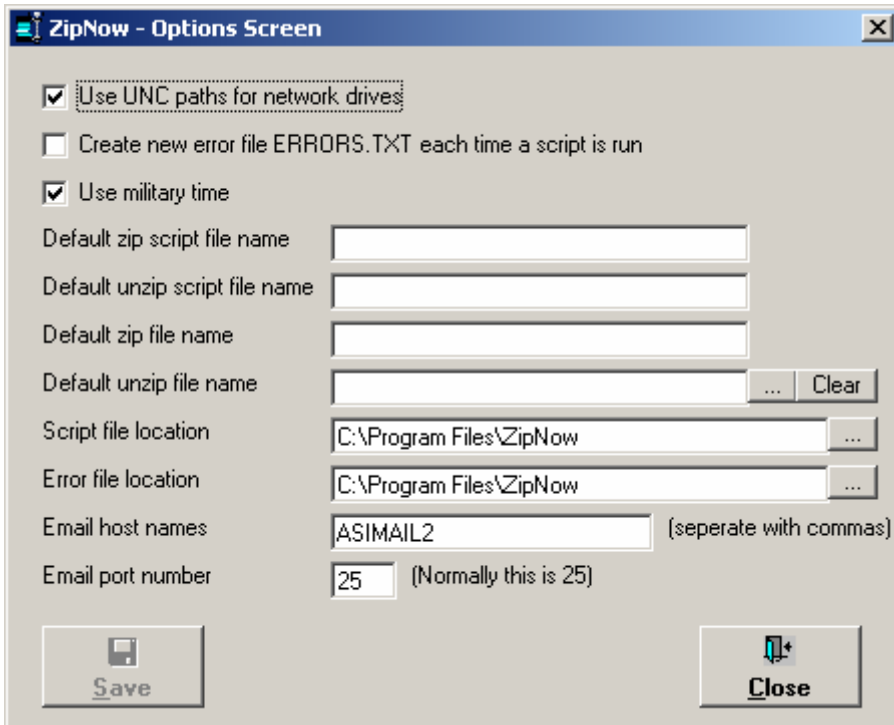 ZipNow - Options Screen
Use UNC paths for network drives
Create new error file ERRORS.TXT each time a script is run
Use military time
Default zip script file name
Default unzip script file name
Default zip file name
Default unzip file name ... Clear
Script file location C:\Program Files\ZipNow ...
Error file location C:\Program Files\ZipNow ...
Email host names ASIMAIL2 (seperate with commas)
Email port number 25 (Normally this is 25)
Save Close